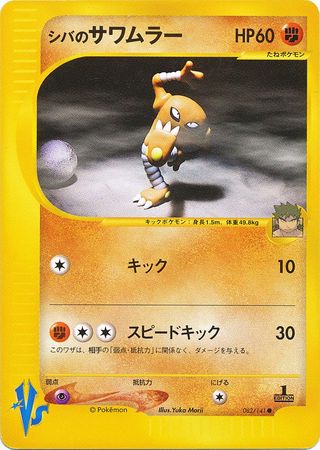 シバのサワムラー HP60
たねポケモン
キックポケモン：身長1.5m、体重49.8kg
キック 10
スピードキック 30
このワザは、相手の「弱点・抵抗力」に関係なく、ダメージを与える。
弱点 抵抗力 にげる
1
EDITION
VS
© Pokémon Illus.Yuka Morii 082/141